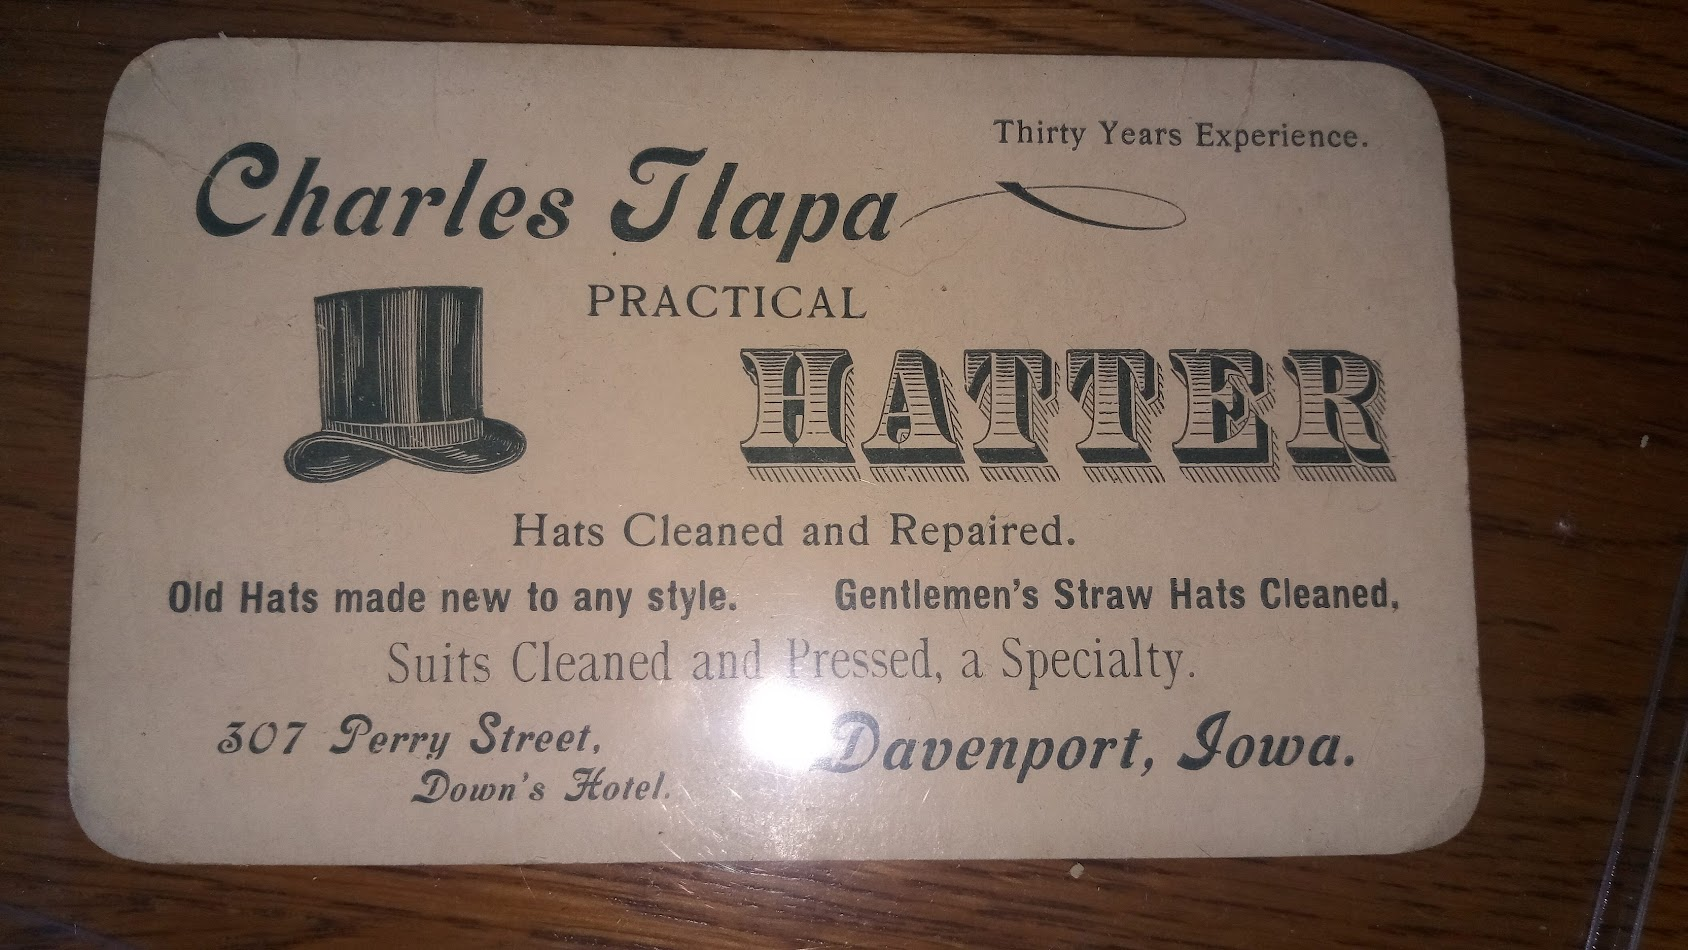 Thirty Years Experience.
Charles Tlapa
PRACTICAL
HATTER
Hats Cleaned and Repaired.
Old Hats made new to any style. Gentlemen's Straw Hats Cleaned,
Suits Cleaned and Pressed, a Specialty.
307 Perry Street, Davenport, Iowa.
Down's Hotel.